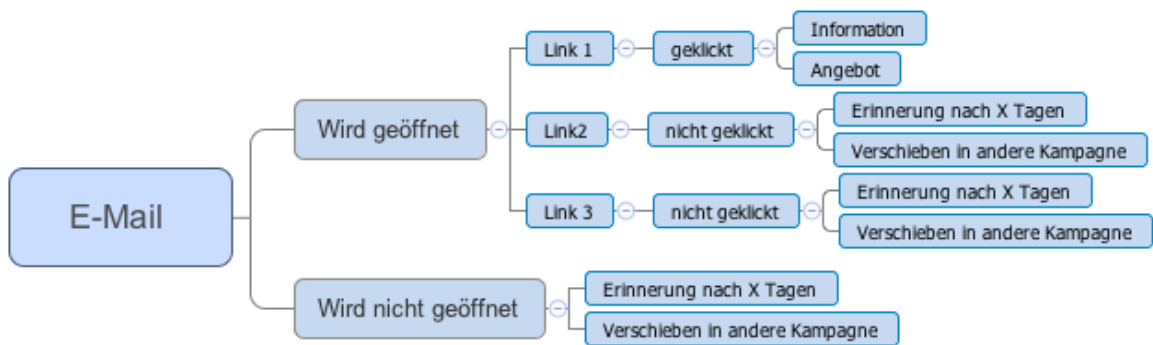 E-Mail
Wird geöffnet
Link 1
geklickt
Information
Angebot
Link2
nicht geklickt
Erinnerung nach X Tagen
Verschieben in andere Kampagne
Link 3
nicht geklickt
Erinnerung nach X Tagen
Verschieben in andere Kampagne
Wird nicht geöffnet
Erinnerung nach X Tagen
Verschieben in andere Kampagne